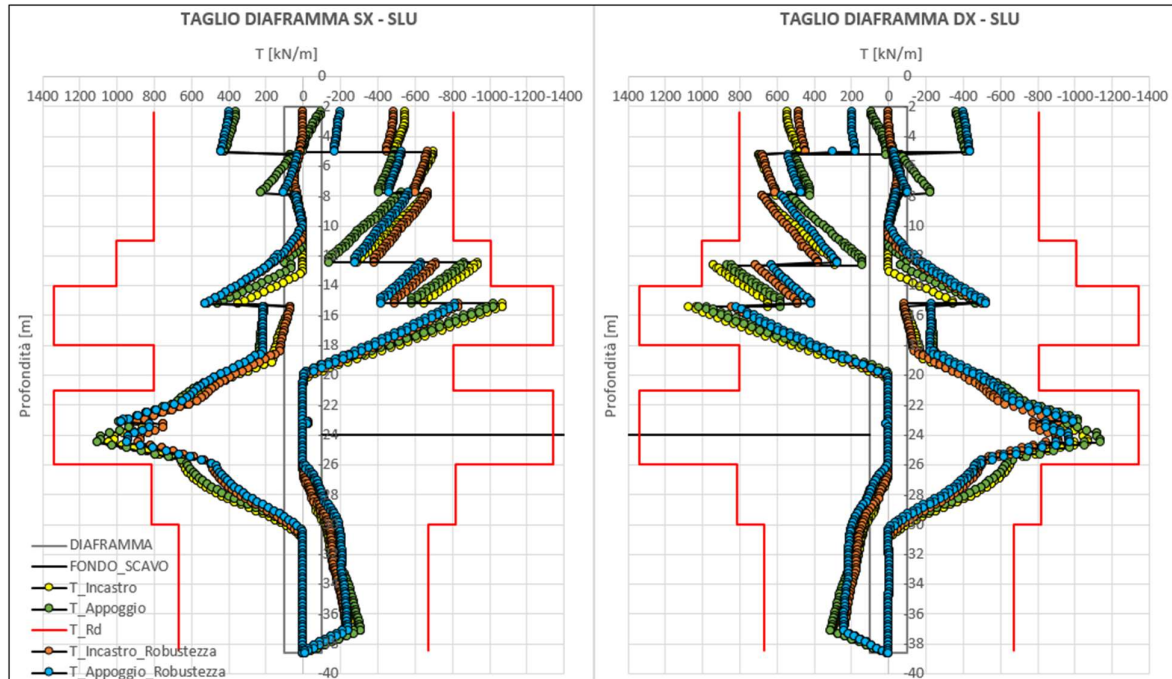 TAGLIO DIAFRAMMA SX - SLU
T [kN/m]
1400 1200 1000 800 600 400 200 0 -200 -400 -600 -800 -1000 -1200 -1400
0
-2
-4
-6
-8
-10
-12
-14
-16
-18
-20
-22
-24
-26
-28
-30
-32
-34
-36
-38
-40
Profondità [m]
DIAFRAMMA
FONDO_SCAVO
T_Incastro
T_Appoggio
T_Rd
T_Incastro_Robustezza
T_Appoggio_Robustezza
TAGLIO DIAFRAMMA DX - SLU
T [kN/m]
1400 1200 1000 800 600 400 200 0 -200 -400 -600 -800 -1000 -1200 -1400
0
-2
-4
-6
-8
-10
-12
-14
-16
-18
-20
-22
-24
-26
-28
-30
-32
-34
-36
-38
-40
Profondità [m]